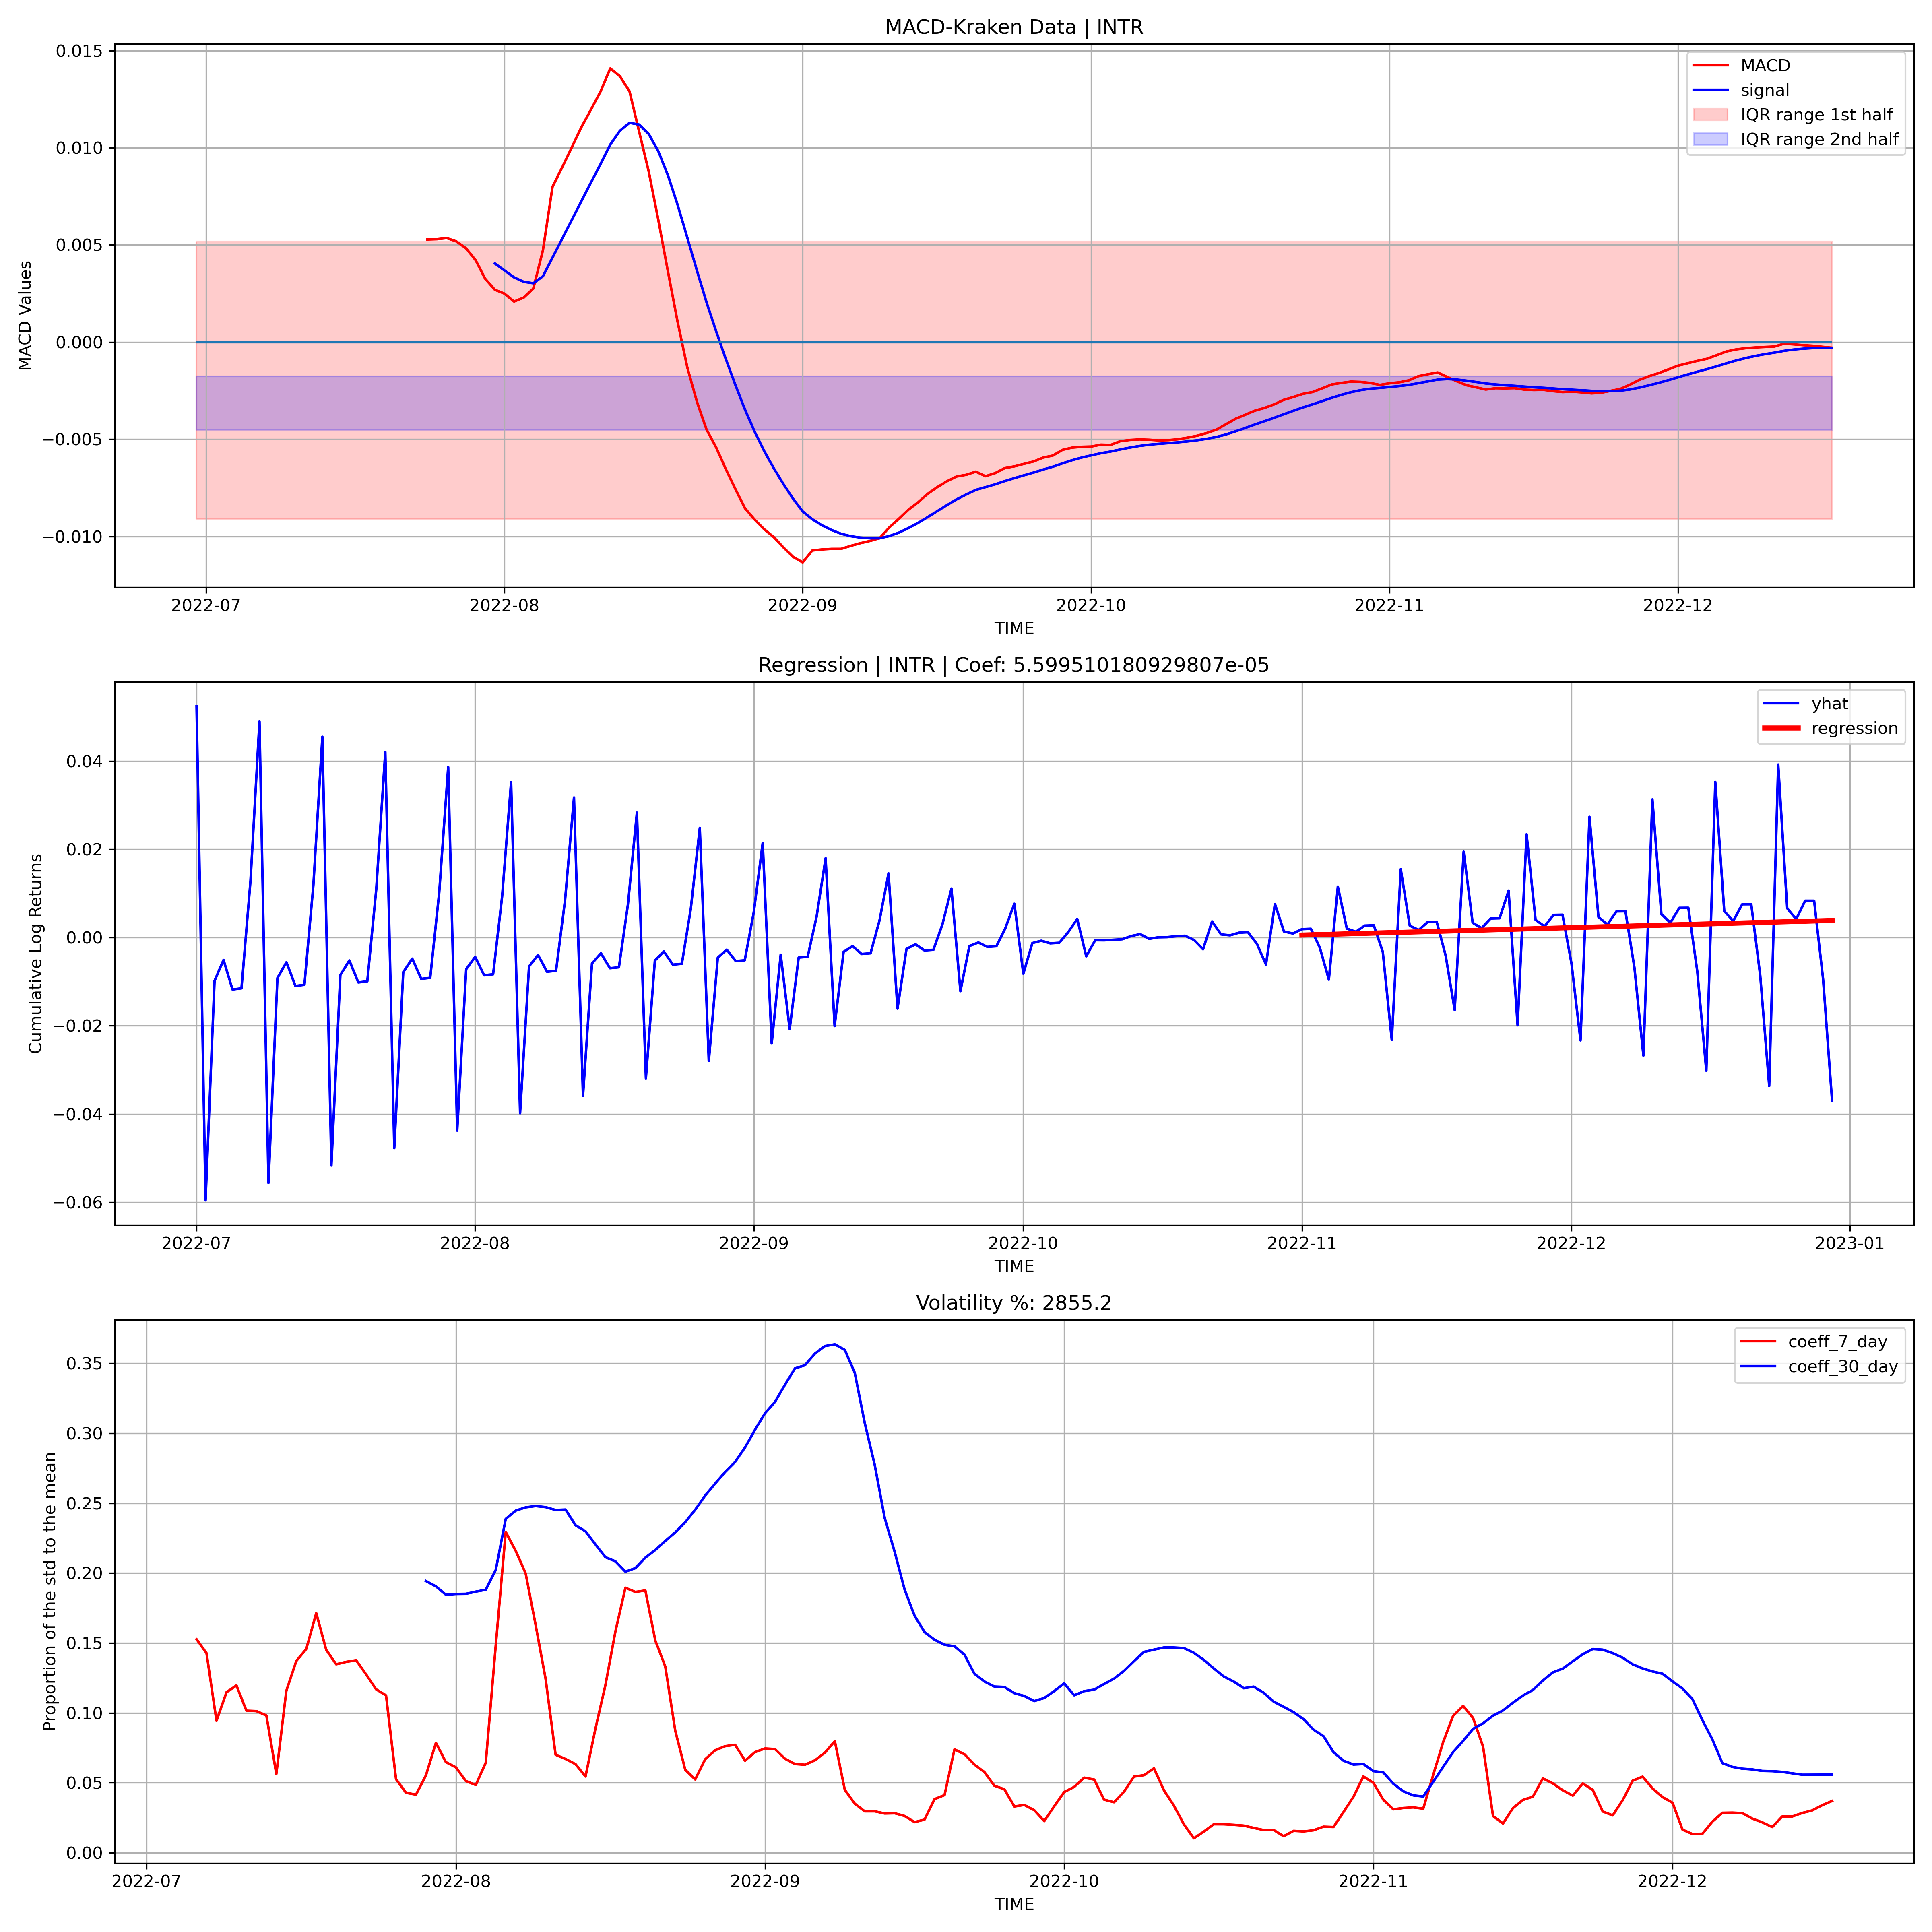 MACD-Kraken Data | INTR
0.015
0.010
0.005
0.000
−0.005
−0.010
MACD Values
MACD
signal
IQR range 1st half
IQR range 2nd half
2022-07 2022-08 2022-09 2022-10 2022-11 2022-12
TIME
Regression | INTR | Coef: 5.599510180929807e-05
0.04
0.02
0.00
−0.02
−0.04
−0.06
Cumulative Log Returns
yhat
regression
2022-07 2022-08 2022-09 2022-10 2022-11 2022-12 2023-01
TIME
Volatility %: 2855.2
0.35
0.30
0.25
0.20
0.15
0.10
0.05
0.00
Proportion of the std to the mean
coeff_7_day
coeff_30_day
2022-07 2022-08 2022-09 2022-10 2022-11 2022-12
TIME